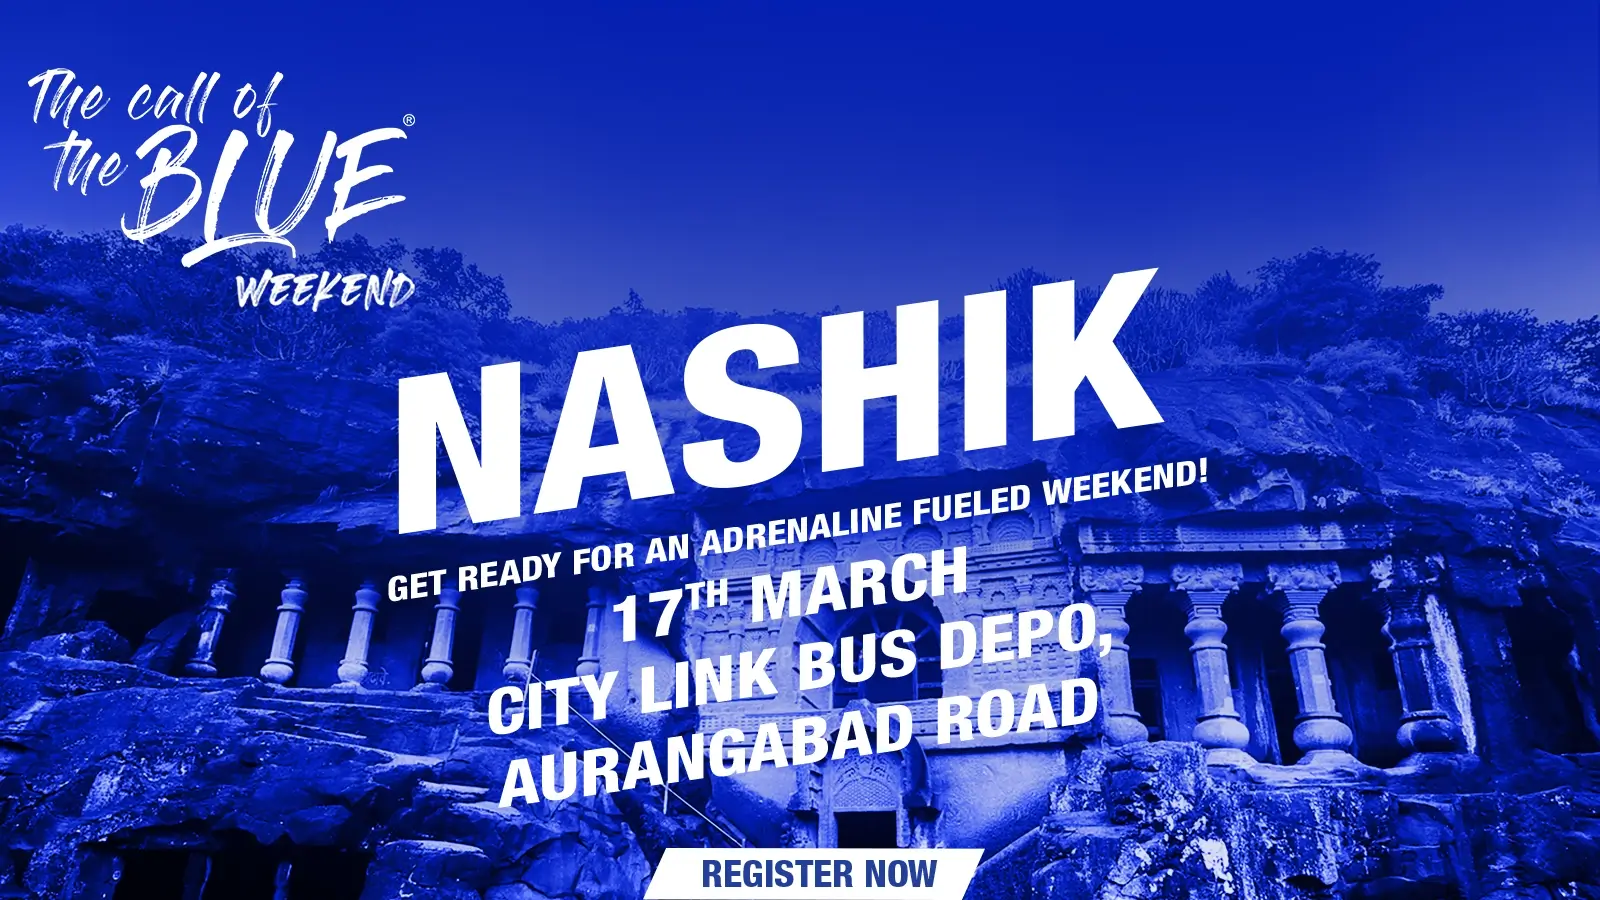 The call of
the BLUE®
WEEKEND
NASHIK
GET READY FOR AN ADRENALINE FUELED WEEKEND!
17TH MARCH
CITY LINK BUS DEPO,
AURANGABAD ROAD
REGISTER NOW